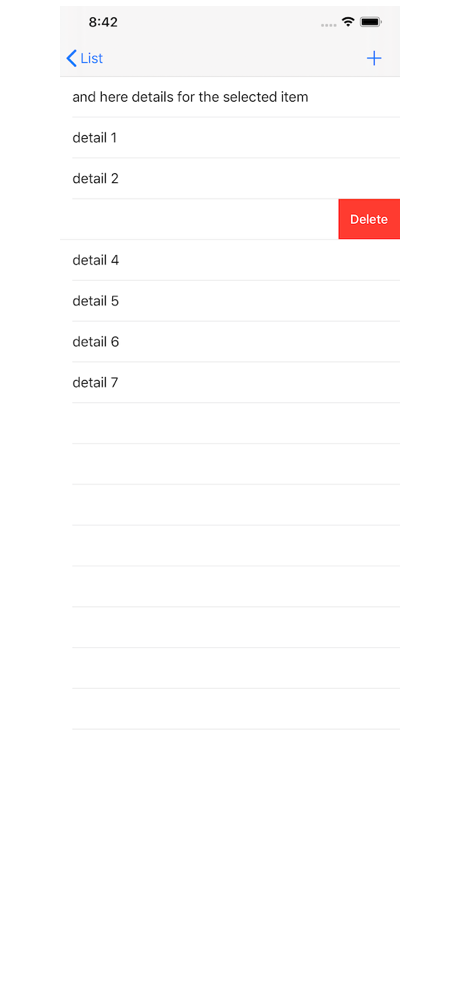 8:42
List
and here details for the selected item
detail 1
detail 2
Delete
detail 4
detail 5
detail 6
detail 7